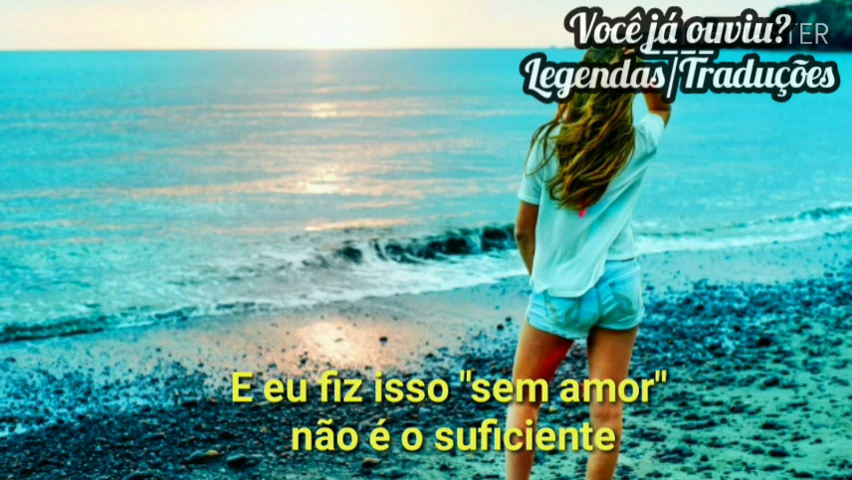 Você já ouviu?
Legendas/Traduções
E eu fiz isso "sem amor"
não é o suficiente